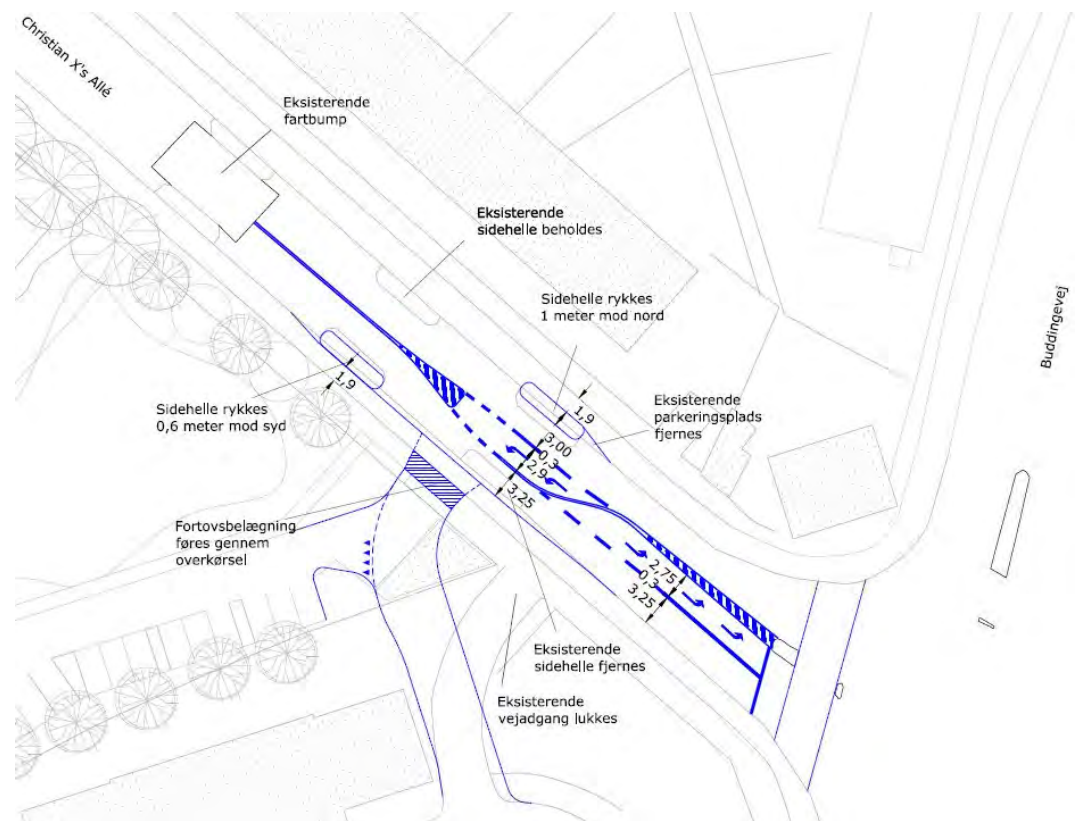 Christian X's Allé
Eksisterende
fartbump
Eksisterende
sidehelle beholdes
Sidehelle rykkes
1 meter mod nord
Buddingevej
1,9
Sidehelle rykkes
0,6 meter mod syd
1,9
Eksisterende
parkeringsplads
fjernes
3,00
0,3
2,9
3,25
Fortovsbelægning
føres gennem
overkørsel
2,75
0,3
3,25
Eksisterende
sidehelle fjernes
Eksisterende
vejadgang lukkes